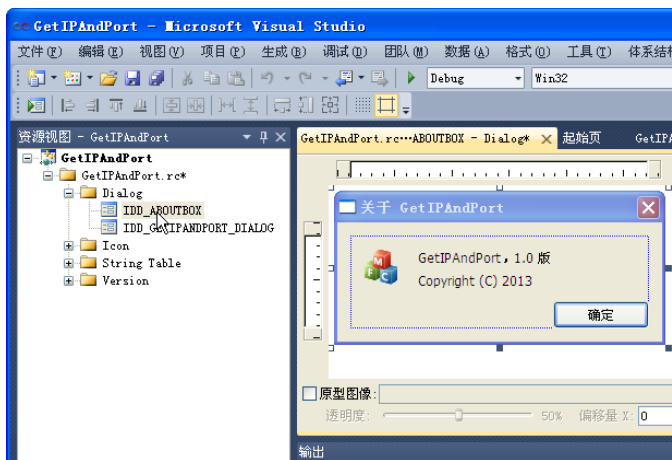 GetIPAndPort - Microsoft Visual Studio
文件(F) 编辑(E) 视图(V) 项目(P) 生成(B) 调试(D) 团队(M) 数据(A) 格式(O) 工具(T) 体系结构
Debug Win32
资源视图 - GetIPAndPort
GetIPAndPort.rc...ABOUTBOX - Dialog* 起始页 GetIPA
GetIPAndPort
GetIPAndPort.rc*
Dialog
IDD_ABOUTBOX
IDD_GETIPANDPORT_DIALOG
Icon
String Table
Version
关于 GetIPAndPort
GetIPAndPort，1.0 版
Copyright (C) 2013
确定
原型图像:
透明度: 50% 偏移量 X: 0
输出